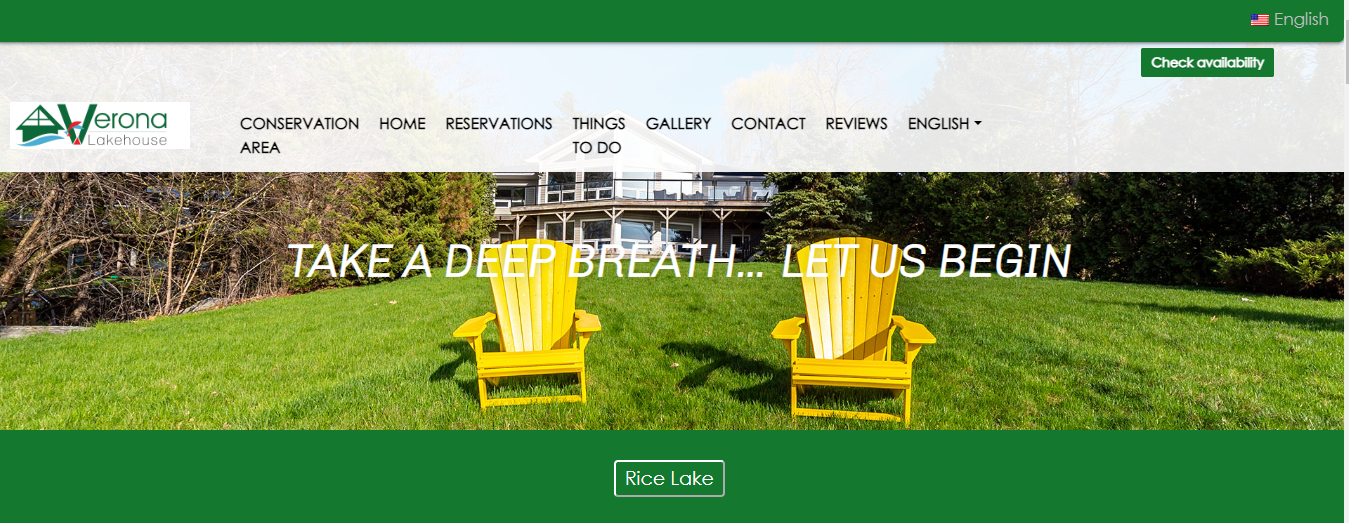 English
Check availability
Verona
Lakehouse
CONSERVATION AREA
HOME
RESERVATIONS
THINGS TO DO
GALLERY
CONTACT
REVIEWS
ENGLISH
TAKE A DEEP BREATH... LET US BEGIN
Rice Lake